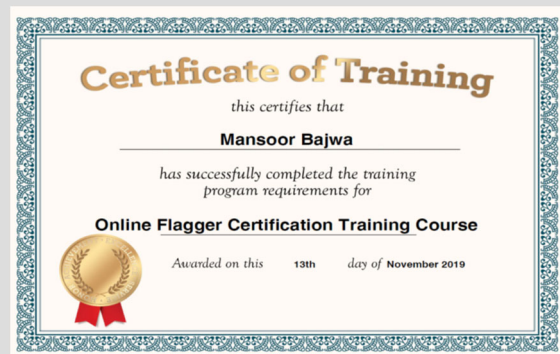 Certificate of Training
this certifies that
Mansoor Bajwa
has successfully completed the training
program requirements for
Online Flagger Certification Training Course
Awarded on this 13th day of November 2019